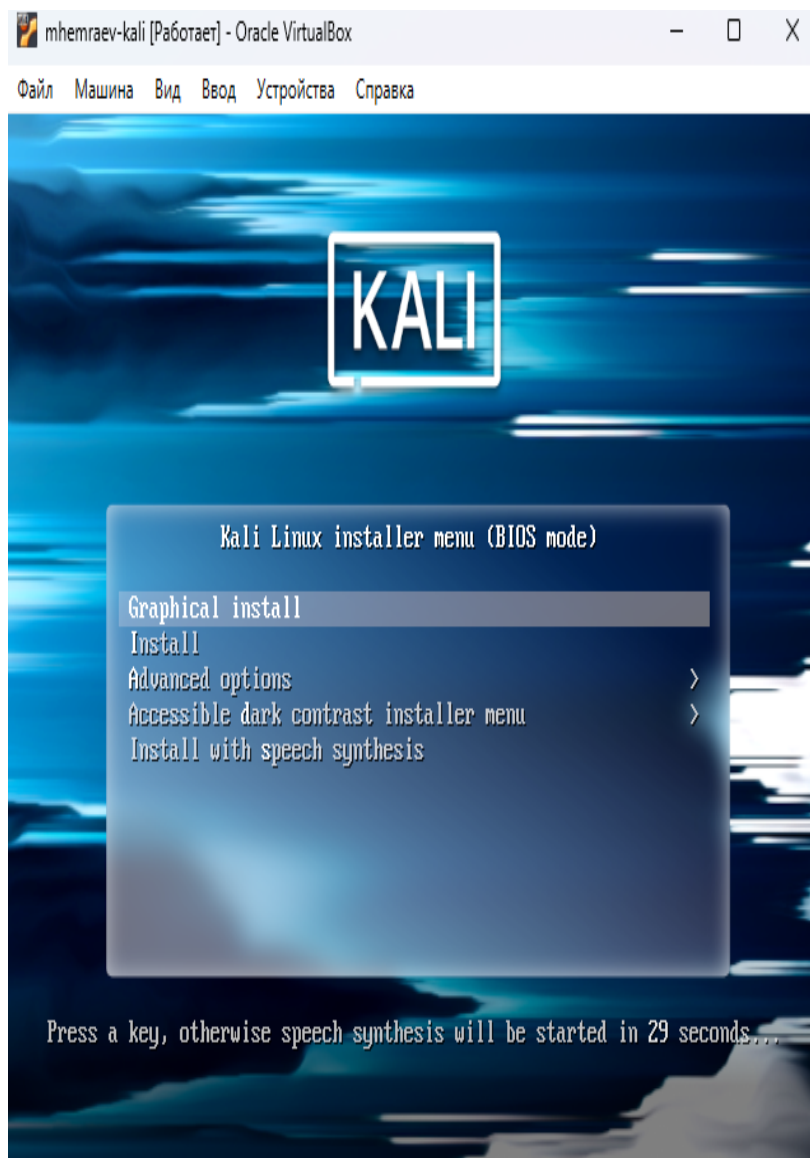 mhemraev-kali [Работает] - Oracle VirtualBox
Файл Машина Вид Ввод Устройства Справка
KALI
Kali Linux installer menu (BIOS mode)
Graphical install
Install
Advanced options >
Accessible dark contrast installer menu >
Install with speech synthesis
Press a key, otherwise speech synthesis will be started in 29 seconds...